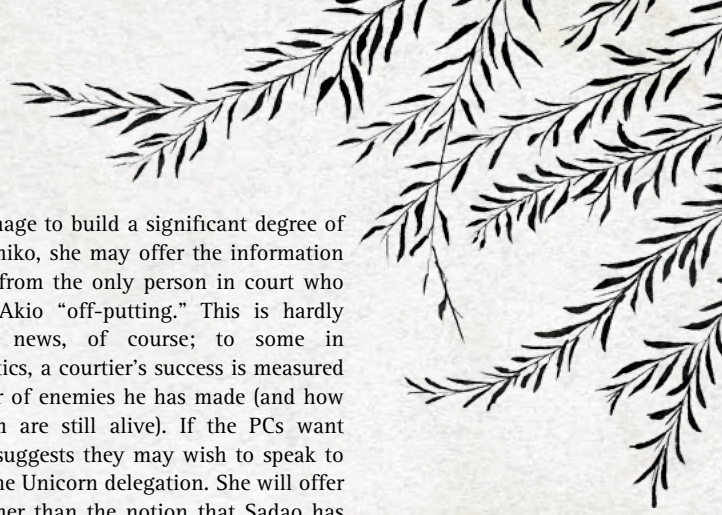 nage to build a significant degree of
niko, she may offer the information
from the only person in court who
Akio “off-putting.” This is hardly
news, of course; to some in
tics, a courtier’s success is measured
r of enemies he has made (and how
n are still alive). If the PCs want
suggests they may wish to speak to
he Unicorn delegation. She will offer
her than the notion that Sadao has